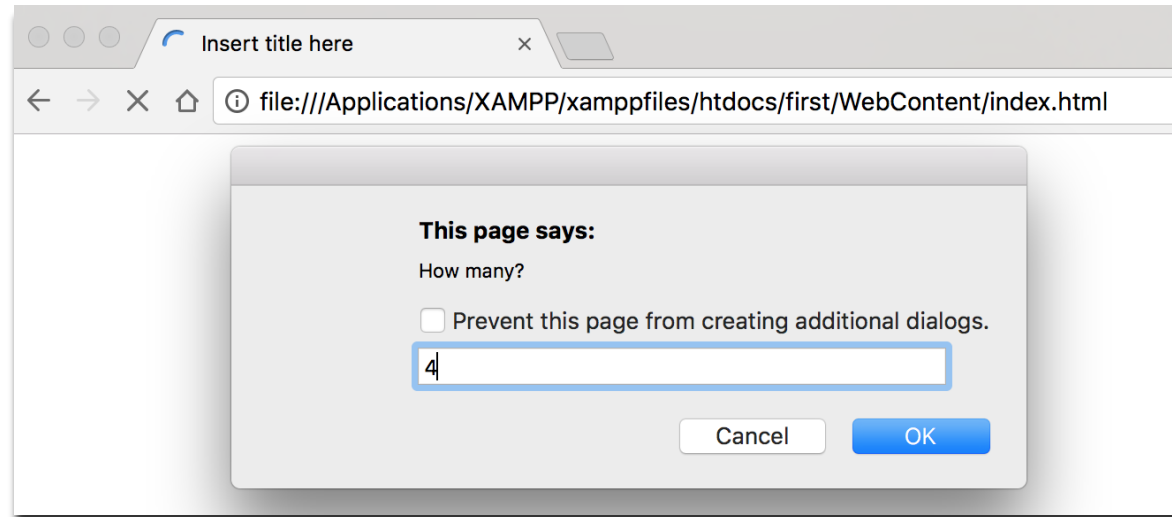 Insert title here
file:///Applications/XAMPP/xamppfiles/htdocs/first/WebContent/index.html
This page says:
How many?
Prevent this page from creating additional dialogs.
4
Cancel OK